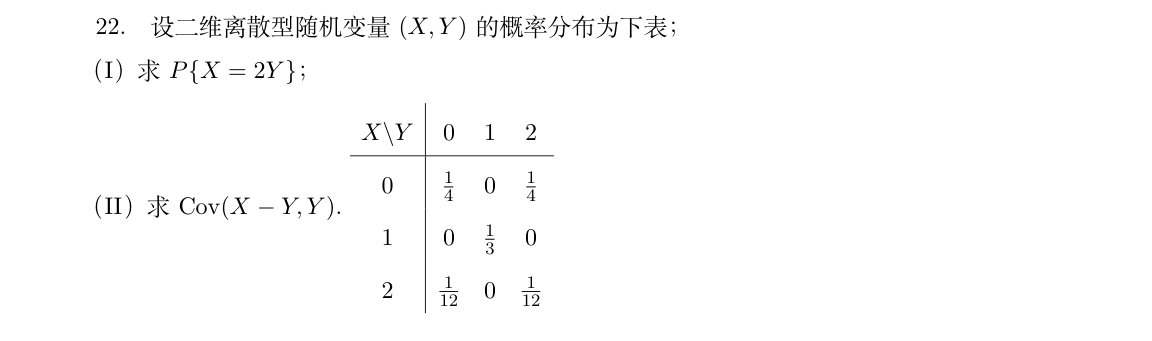 22. 设二维离散型随机变量 (X, Y) 的概率分布为下表;
(I) 求 P{X = 2Y};
(II) 求 Cov(X − Y, Y).
X\Y 0 1 2
0 1/4 0 1/4
1 0 1/3 0
2 1/12 0 1/12